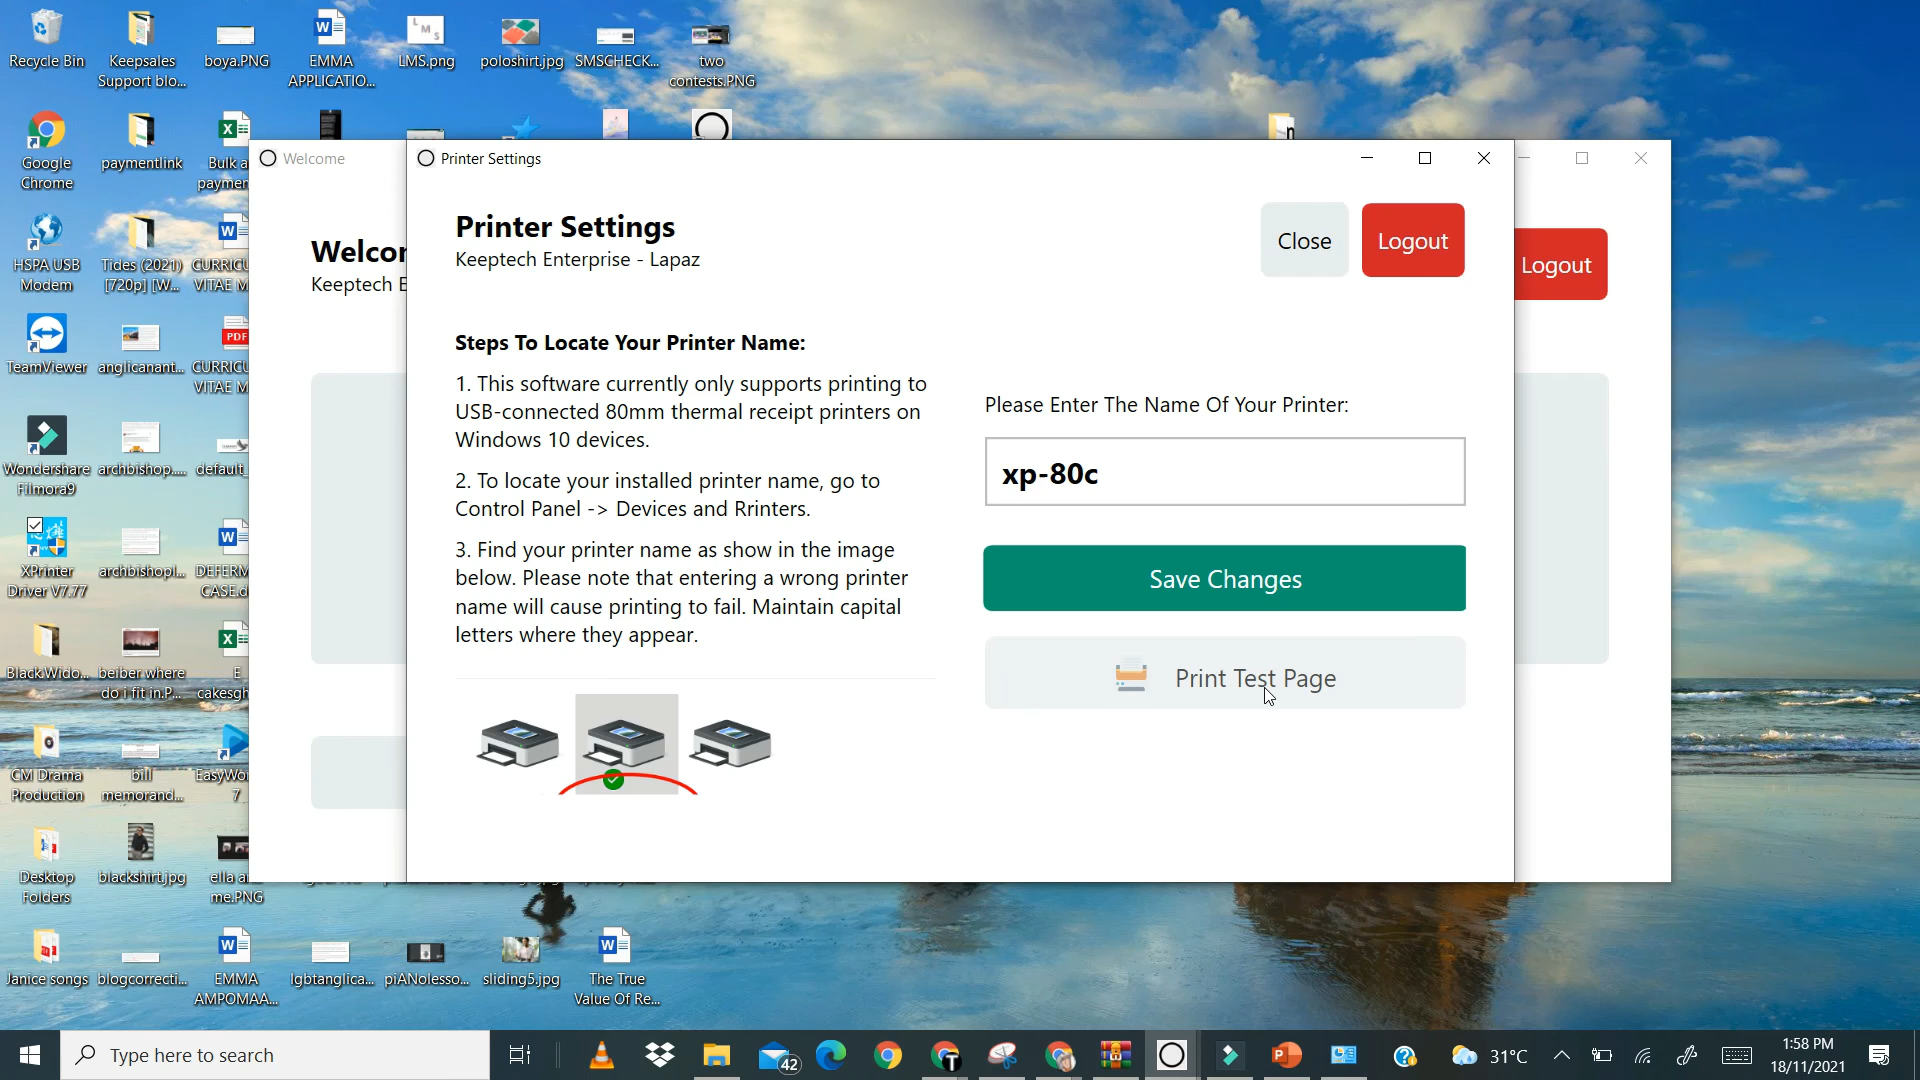 Recycle Bin
Keepsales
Support blo...
boya.PNG
EMMA
APPLICATIO...
LMS.png
poloshirt.jpg
SMSCHECK...
two
contests.PNG
Google
Chrome
paymentlink
Bulk a
paymen
HSPA USB
Modem
Tides (2021)
[720p] [W...
CURRICU
VITAE M
TeamViewer
anglicanant...
PDF
CURRICU
VITAE M
Wondershare
Filmora9
archbishop....
default_
XPrinter
Driver V7.77
archbishopl...
DEFERM
CASE.d
Black.Wido...
beiber where
do i fit in.P...
E
cakesgh
CM Drama
Production
bill
memorand...
EasyWo
7
Desktop
Folders
blackshirt.jpg
ella a
me.PNG
Janice songs
blogcorrecti...
EMMA
AMPOMAA...
lgbtanglica...
piANolesso...
sliding5.jpg
The True
Value Of Re...
Welcome
Welcor
Keeptech E
Logout
Printer Settings
Printer Settings
Keeptech Enterprise - Lapaz
Close
Logout
Steps To Locate Your Printer Name:
1. This software currently only supports printing to
USB-connected 80mm thermal receipt printers on
Windows 10 devices.
2. To locate your installed printer name, go to
Control Panel -> Devices and Rrinters.
3. Find your printer name as show in the image
below. Please note that entering a wrong printer
name will cause printing to fail. Maintain capital
letters where they appear.
Please Enter The Name Of Your Printer:
xp-80c
Save Changes
Print Test Page
Type here to search
42
31°C
1:58 PM
18/11/2021